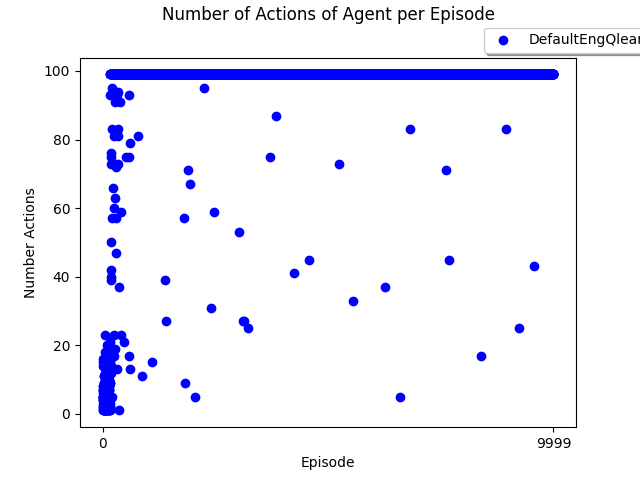 Number of Actions of Agent per Episode
DefaultEngQlear
100
80
60
40
20
0
Number Actions
0
9999
Episode